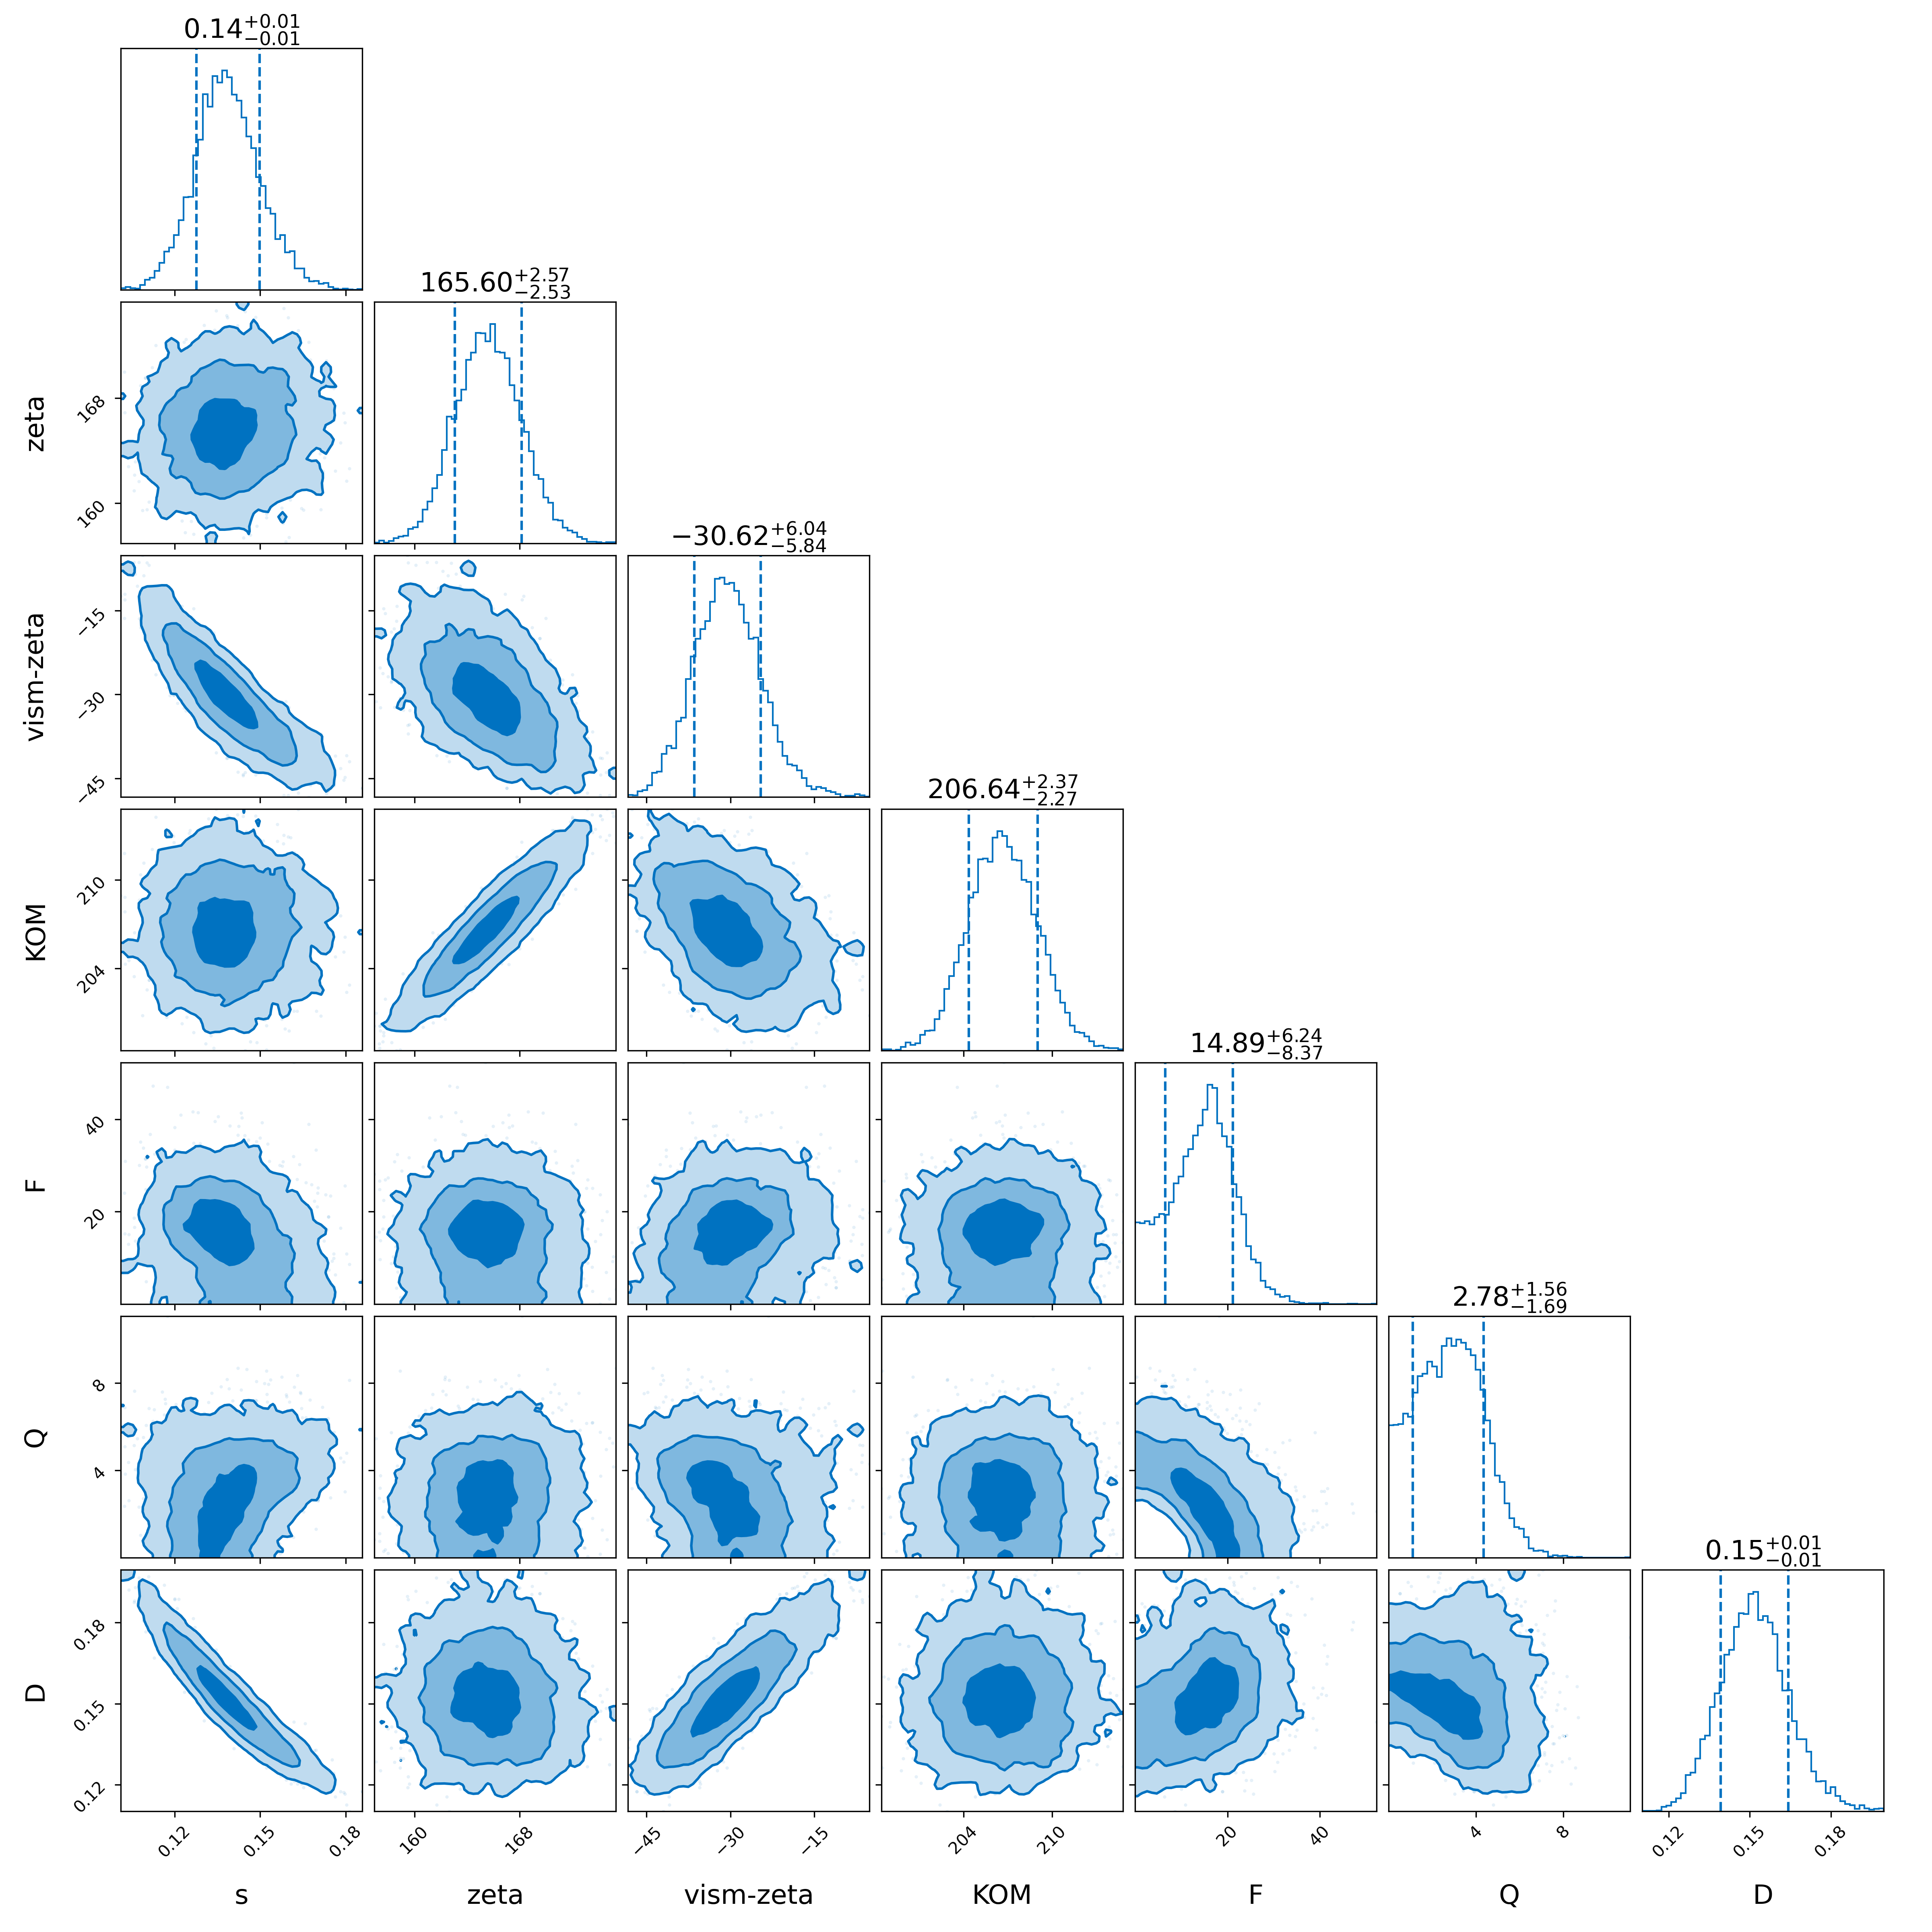 0.14+0.01−0.01
165.60+2.57−2.53
zeta
168
160
−30.62+6.04−5.84
vism-zeta
−15
−30
−45
206.64+2.37−2.27
KOM
210
204
14.89+6.24−8.37
F
40
20
2.78+1.56−1.69
Q
8
4
0.15+0.01−0.01
D
0.18
0.15
0.12
0.12 0.15 0.18 160 168 −45 −30 −15 204 210 20 40 4 8 0.12 0.15 0.18
s zeta vism-zeta KOM F Q D